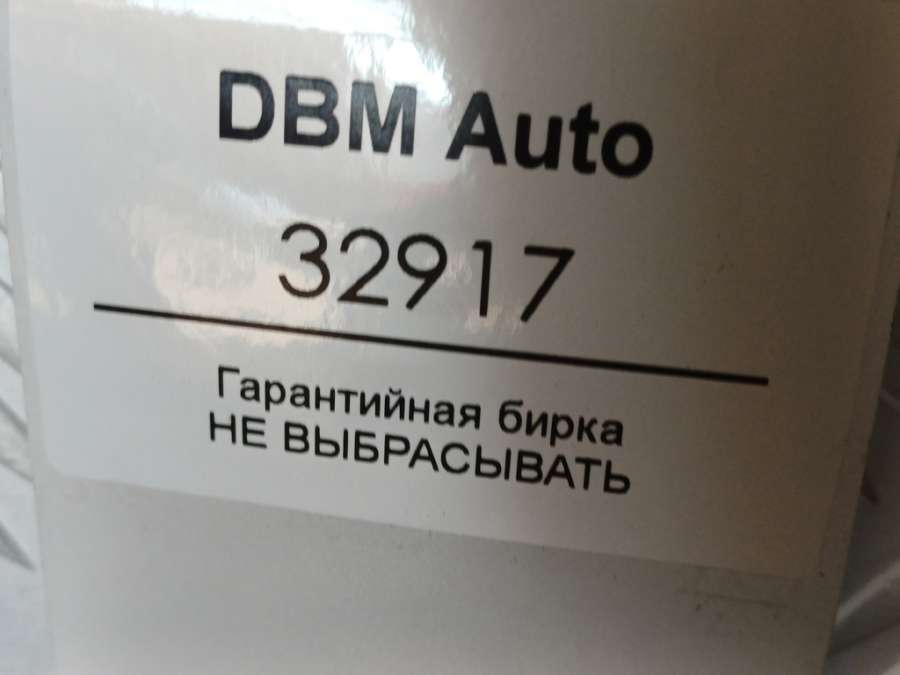 DBM Auto
32917
Гарантийная бирка
НЕ ВЫБРАСЫВАТЬ